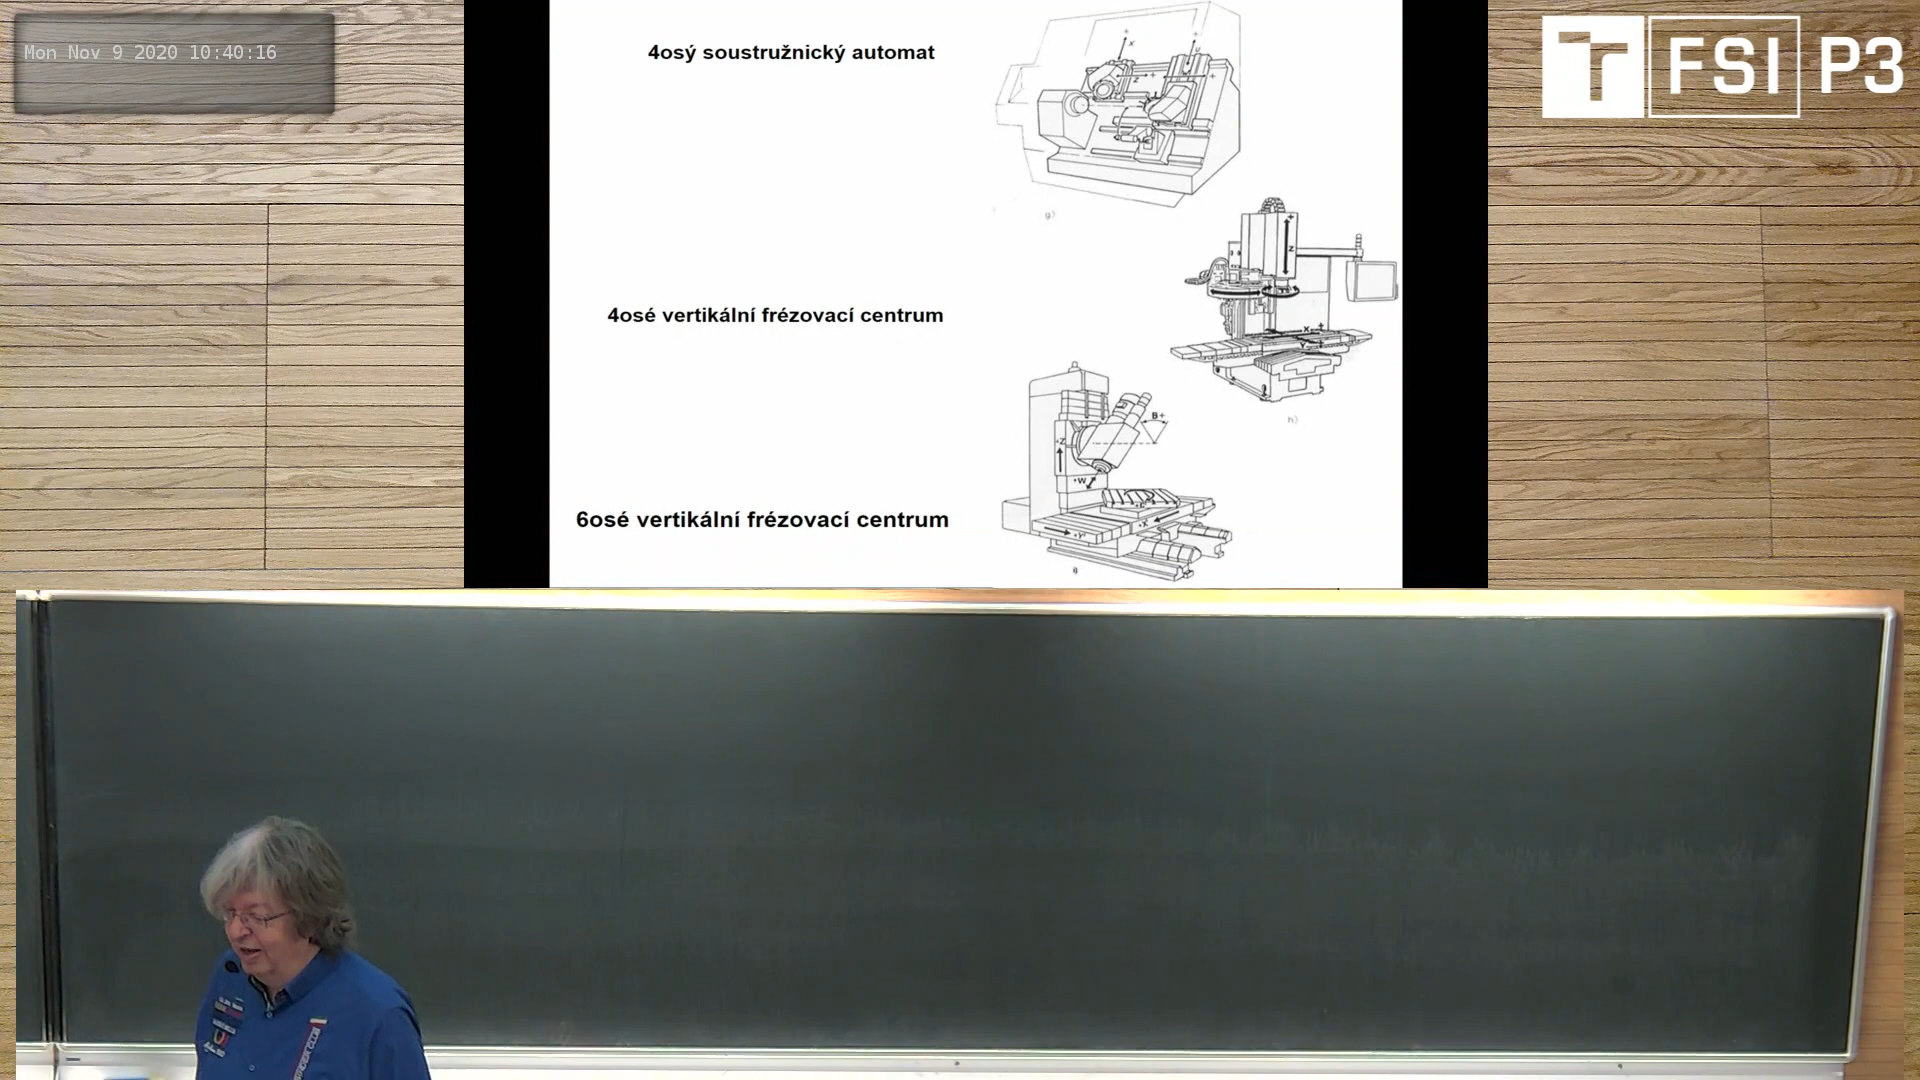 Mon Nov 9 2020 10:40:16
FSI P3
4osý soustružnický automat
X
U
Z
g)
Z
4osé vertikální frézovací centrum
X
Y
h)
B+
+Z
+W
6osé vertikální frézovací centrum
+X
+Y